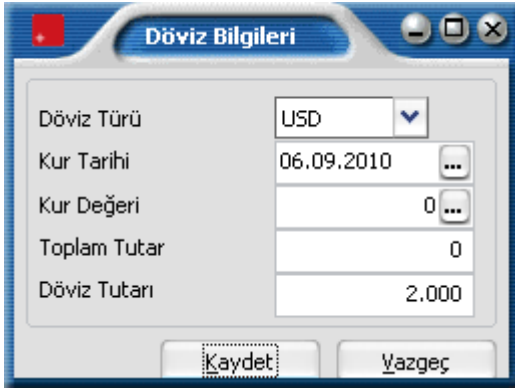 Döviz Bilgileri
Döviz Türü USD
Kur Tarihi 06.09.2010 ...
Kur Değeri 0 ...
Toplam Tutar 0
Döviz Tutarı 2.000
Kaydet Vazgeç